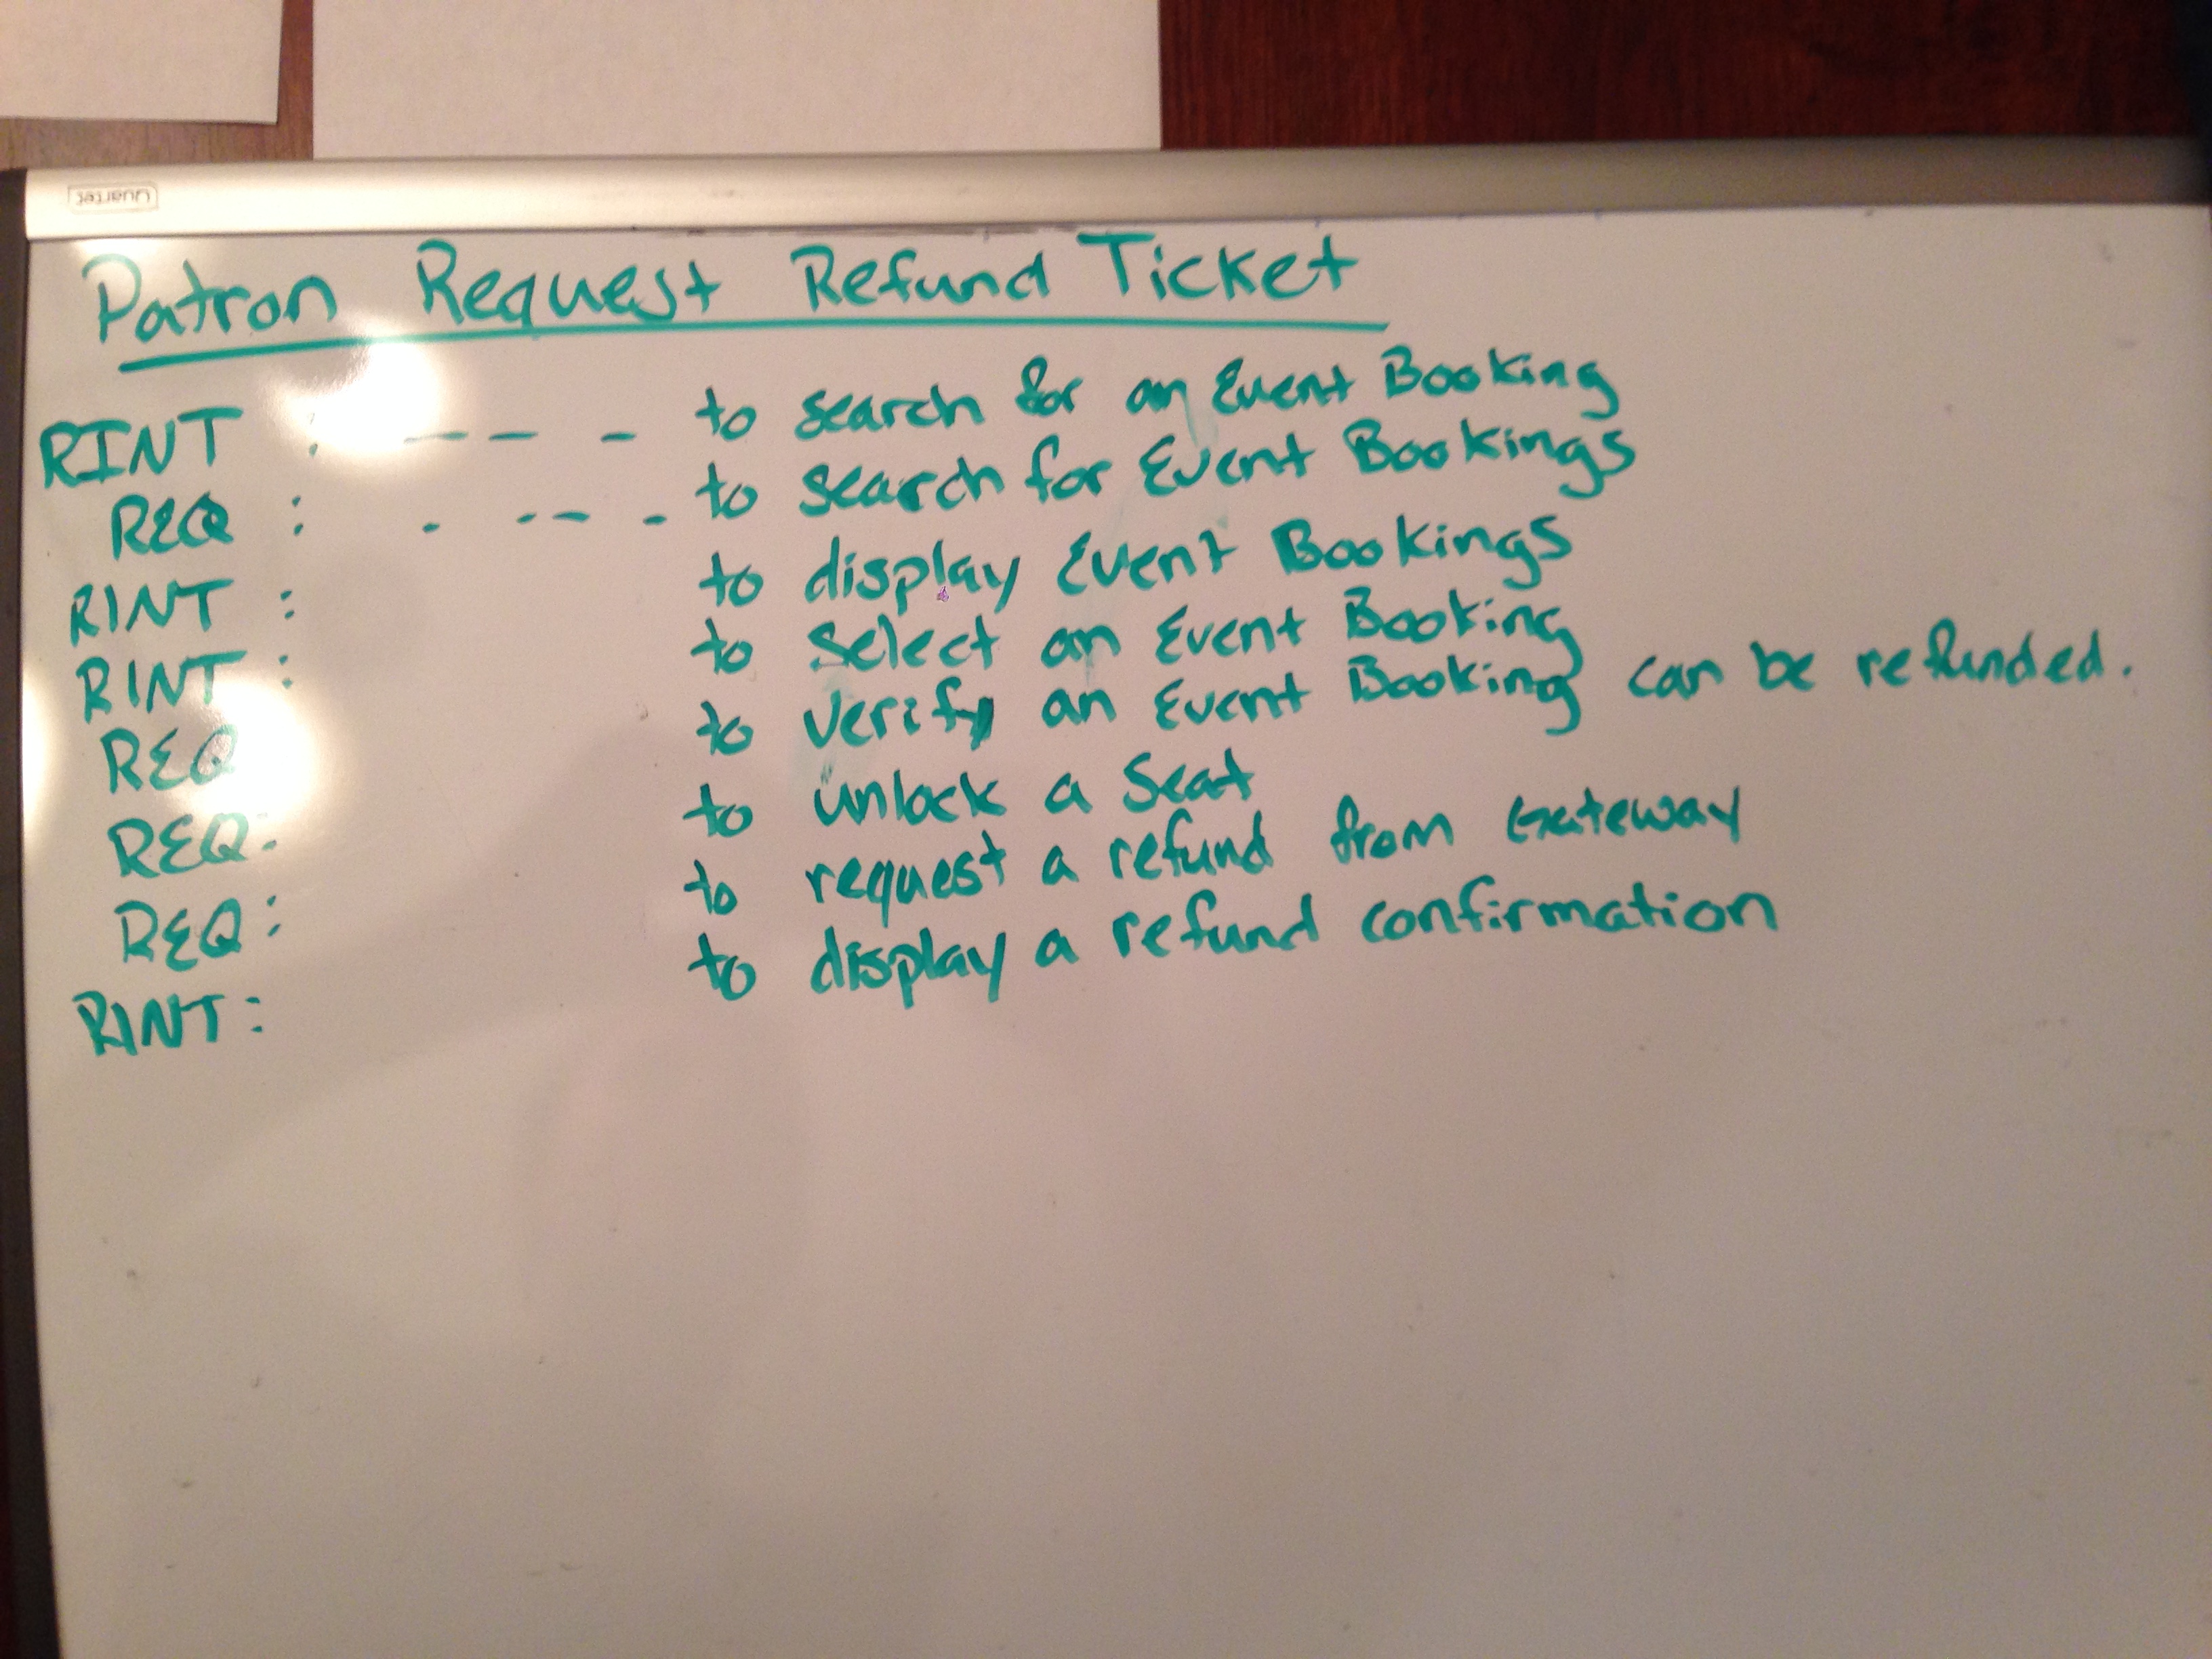 Quartet
Patron Request Refund Ticket
RINT : - - - to search for an Event Booking
REQ : - - - - to search for Event Bookings
RINT : to display Event Bookings
RINT : to select an Event Booking
REQ to verify an Event Booking can be refunded.
REQ: to unlock a Seat
REQ: to request a refund from Gateway
RINT: to display a refund confirmation